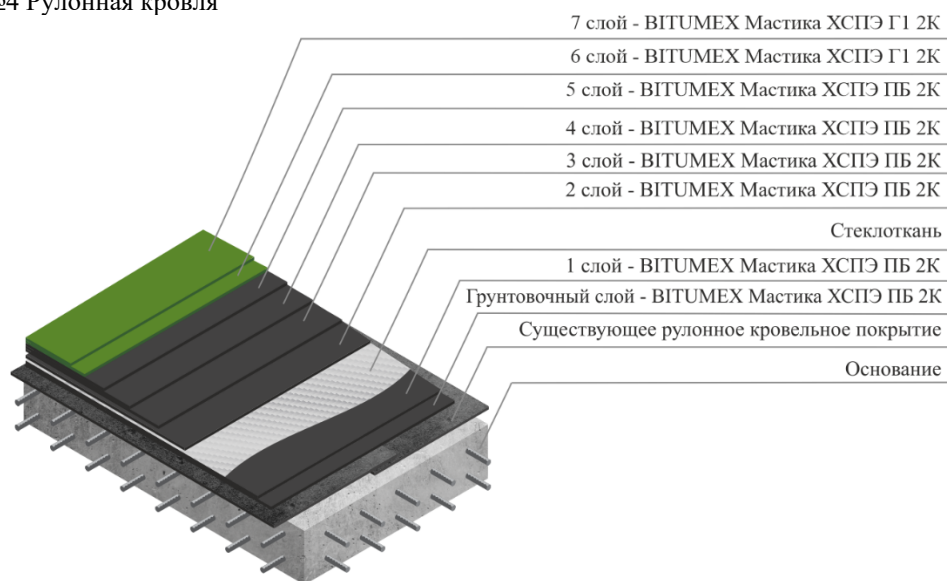 №4 Рулонная кровля
7 слой - BITUMEX Мастика ХСПЭ Г1 2К
6 слой - BITUMEX Мастика ХСПЭ Г1 2К
5 слой - BITUMEX Мастика ХСПЭ ПБ 2К
4 слой - BITUMEX Мастика ХСПЭ ПБ 2К
3 слой - BITUMEX Мастика ХСПЭ ПБ 2К
2 слой - BITUMEX Мастика ХСПЭ ПБ 2К
Стеклоткань
1 слой - BITUMEX Мастика ХСПЭ ПБ 2К
Грунтовочный слой - BITUMEX Мастика ХСПЭ ПБ 2К
Существующее рулонное кровельное покрытие
Основание